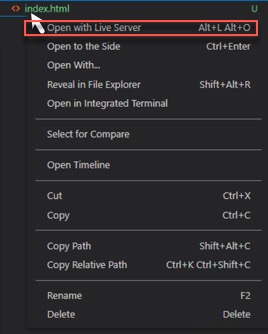 <> index.html U
Open with Live Server Alt+L Alt+O
Open to the Side Ctrl+Enter
Open With...
Reveal in File Explorer Shift+Alt+R
Open in Integrated Terminal
Select for Compare
Open Timeline
Cut Ctrl+X
Copy Ctrl+C
Copy Path Shift+Alt+C
Copy Relative Path Ctrl+K Ctrl+Shift+C
Rename F2
Delete Delete